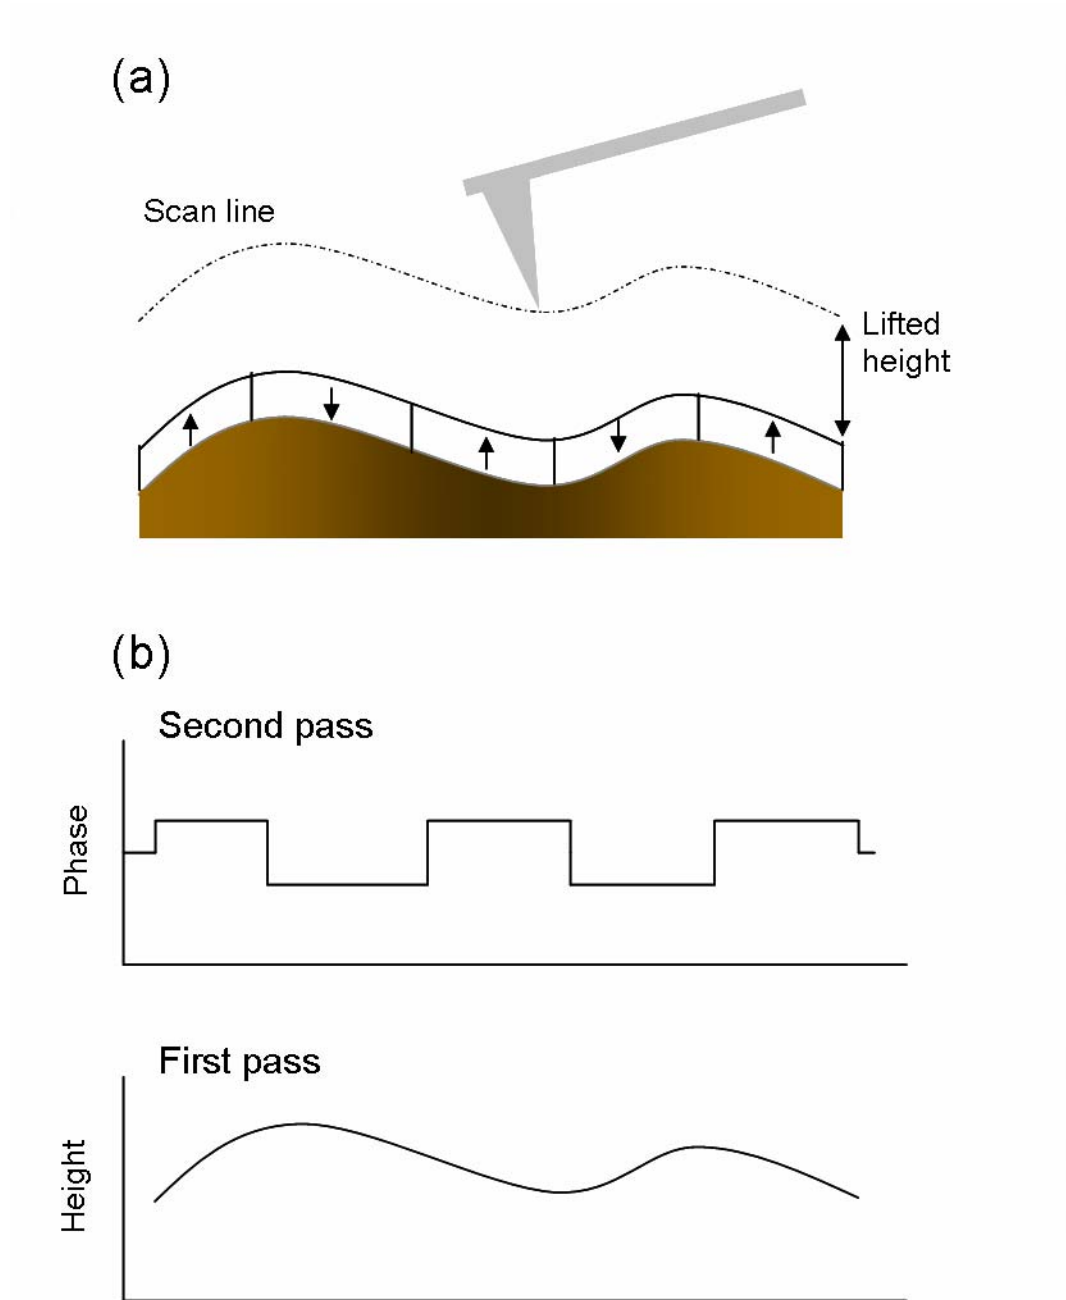 (a)
Scan line
Lifted
height
(b)
Second pass
Phase
First pass
Height